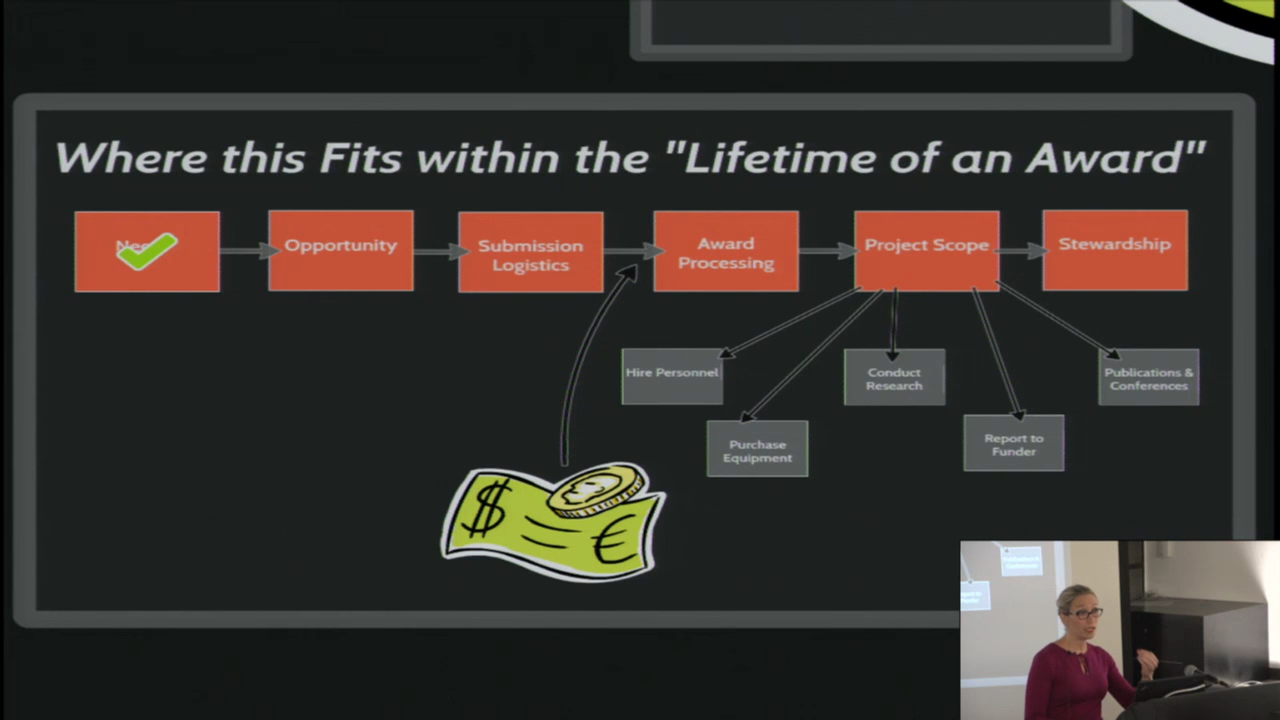 Where this Fits within the "Lifetime of an Award"
Opportunity
Submission
Logistics
Award
Processing
Project Scope
Stewardship
Hire Personnel
Purchase
Equipment
Conduct
Research
Report to
Funder
Publications &
Conferences
$
€